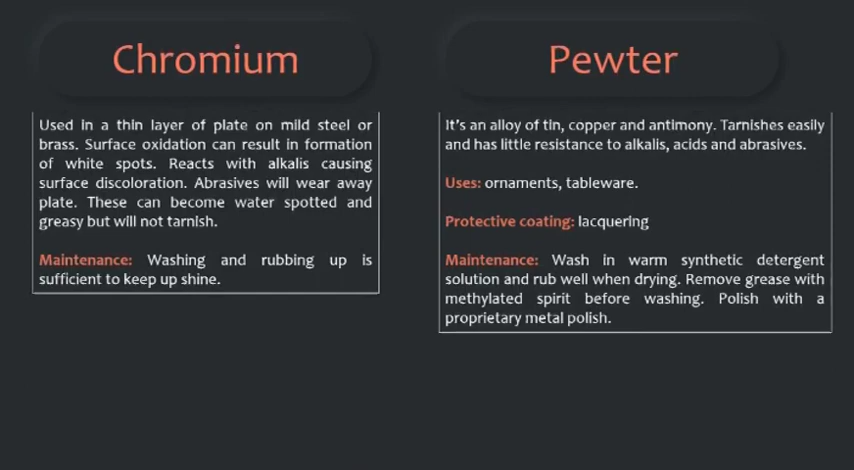 Chromium
Used in a thin layer of plate on mild steel or
brass. Surface oxidation can result in formation
of white spots. Reacts with alkalis causing
surface discoloration. Abrasives will wear away
plate. These can become water spotted and
greasy but will not tarnish.
Maintenance: Washing and rubbing up is
sufficient to keep up shine.
Pewter
It's an alloy of tin, copper and antimony. Tarnishes easily
and has little resistance to alkalis, acids and abrasives.
Uses: ornaments, tableware.
Protective coating: lacquering
Maintenance: Wash in warm synthetic detergent
solution and rub well when drying. Remove grease with
methylated spirit before washing. Polish with a
proprietary metal polish.